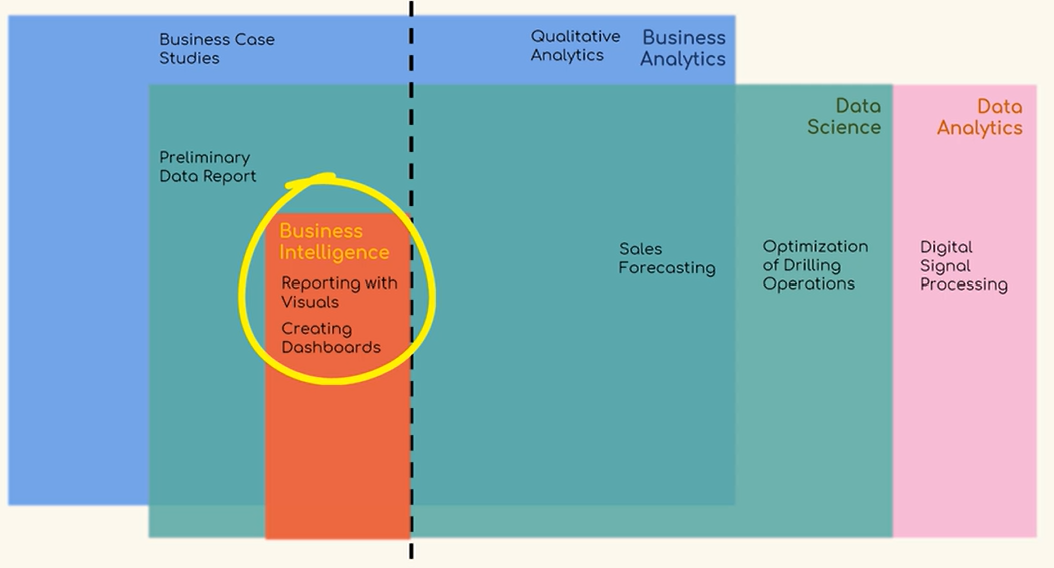 Business Case
Studies
Qualitative
Analytics
Business
Analytics
Data
Science
Data
Analytics
Preliminary
Data Report
Business
Intelligence
Reporting with
Visuals
Creating
Dashboards
Sales
Forecasting
Optimization
of Drilling
Operations
Digital
Signal
Processing